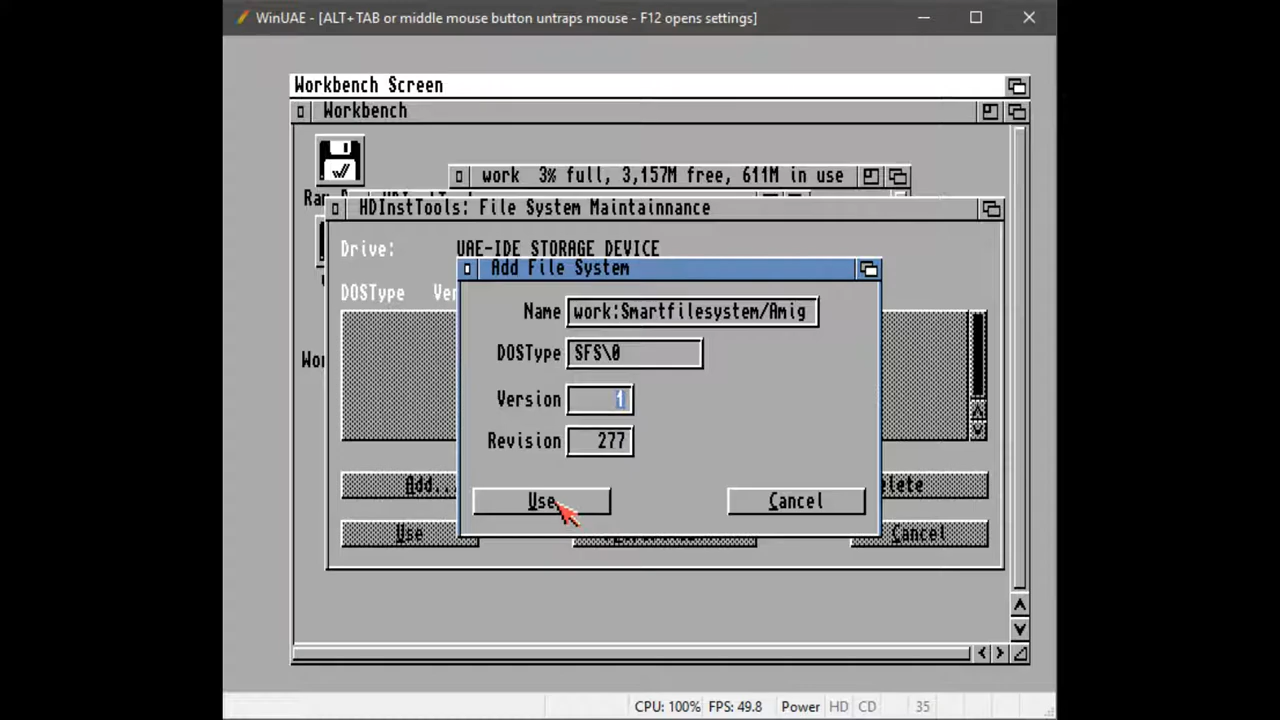 WinUAE - [ALT+TAB or middle mouse button untraps mouse - F12 opens settings]
Workbench Screen
Workbench
work 3% full, 3,157M free, 611M in use
HDInstTools: File System Maintainnance
Drive: UAE-IDE STORAGE DEVICE
Add File System
DOSType
Name work:Smartfilesystem/Amig
DOSType SFS\0
Version 1
Revision 277
Add..
Use Cancel
Use Cancel
CPU: 100% FPS: 49.8 Power HD CD 35